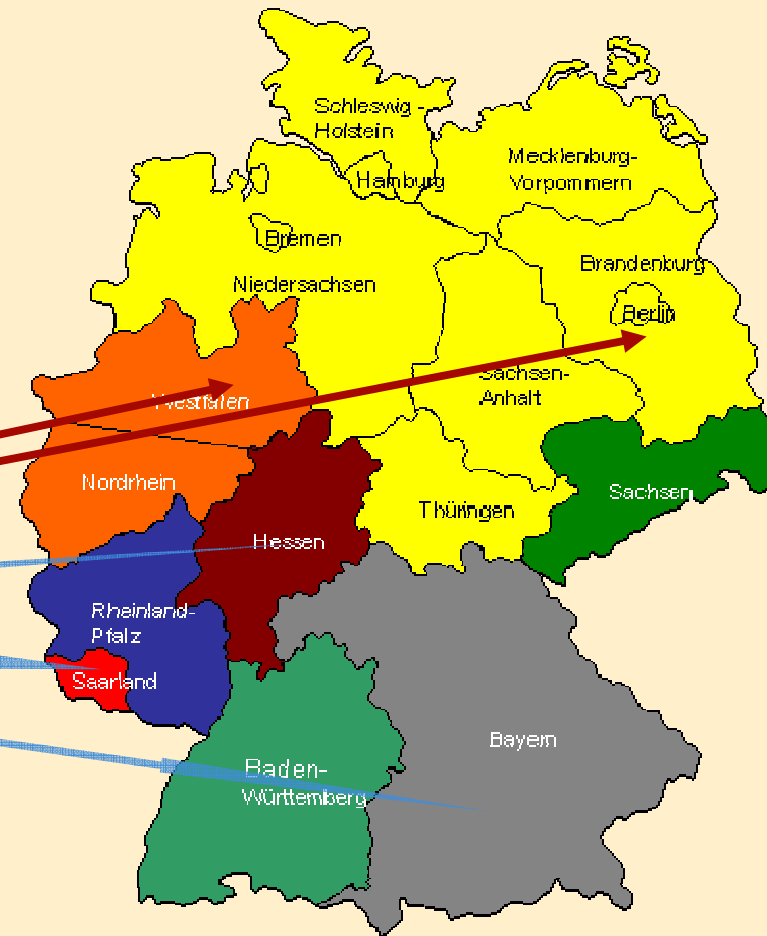 Schleswig -
Holstein
Mecklenburg-
Vorpommern
Hamburg
Bremen
Niedersachsen
Brandenburg
Berlin
Sachsen-
Anhalt
Westfalen
Nordrhein
Thüringen
Sachsen
Hessen
Rheinland-
Pfalz
Saarland
Bayern
Baden-
Württemberg